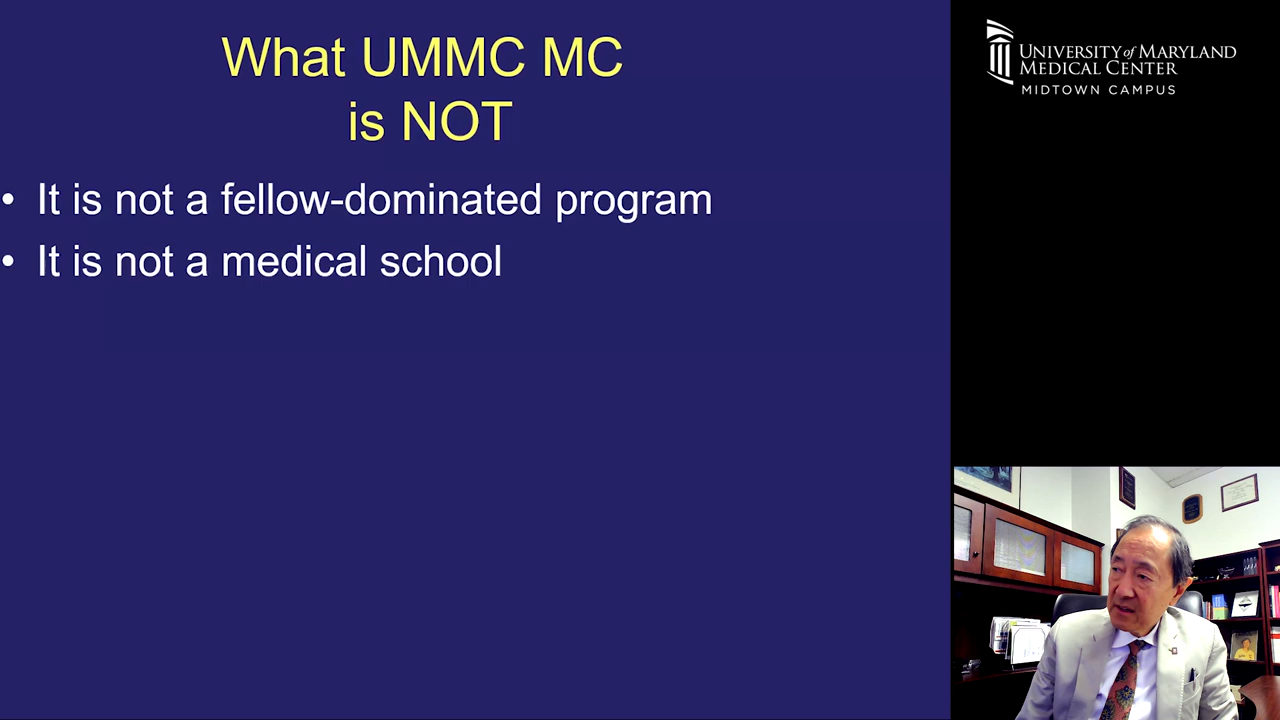 What UMMC MC
is NOT
• It is not a fellow-dominated program
• It is not a medical school
UNIVERSITY of MARYLAND
MEDICAL CENTER
MIDTOWN CAMPUS